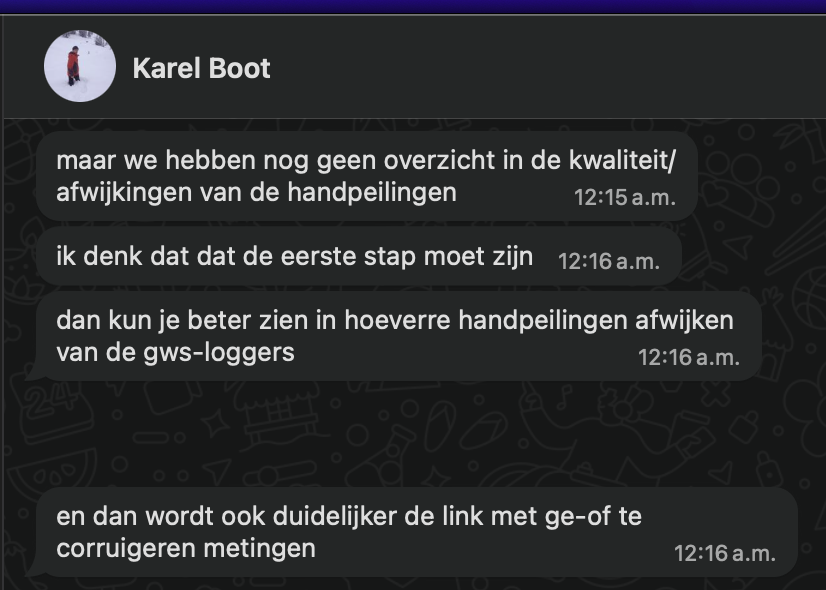 Karel Boot
maar we hebben nog geen overzicht in de kwaliteit/
afwijkingen van de handpeilingen
12:15 a.m.
ik denk dat dat de eerste stap moet zijn
12:16 a.m.
dan kun je beter zien in hoeverre handpeilingen afwijken
van de gws-loggers
12:16 a.m.
en dan wordt ook duidelijker de link met ge-of te
corruigeren metingen
12:16 a.m.